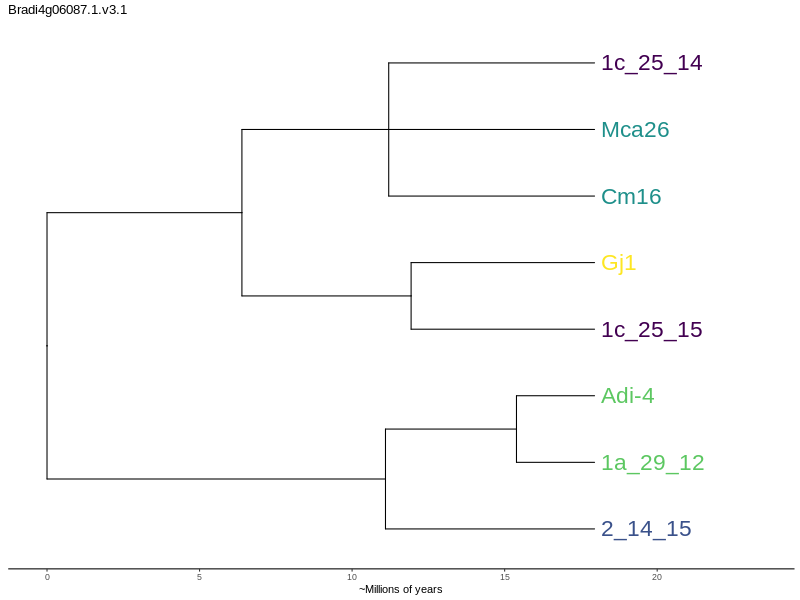 Bradi4g06087.1.v3.1
1c_25_14
Mca26
Cm16
Gj1
1c_25_15
Adi-4
1a_29_12
2_14_15
0 5 10 15 20
~Millions of years